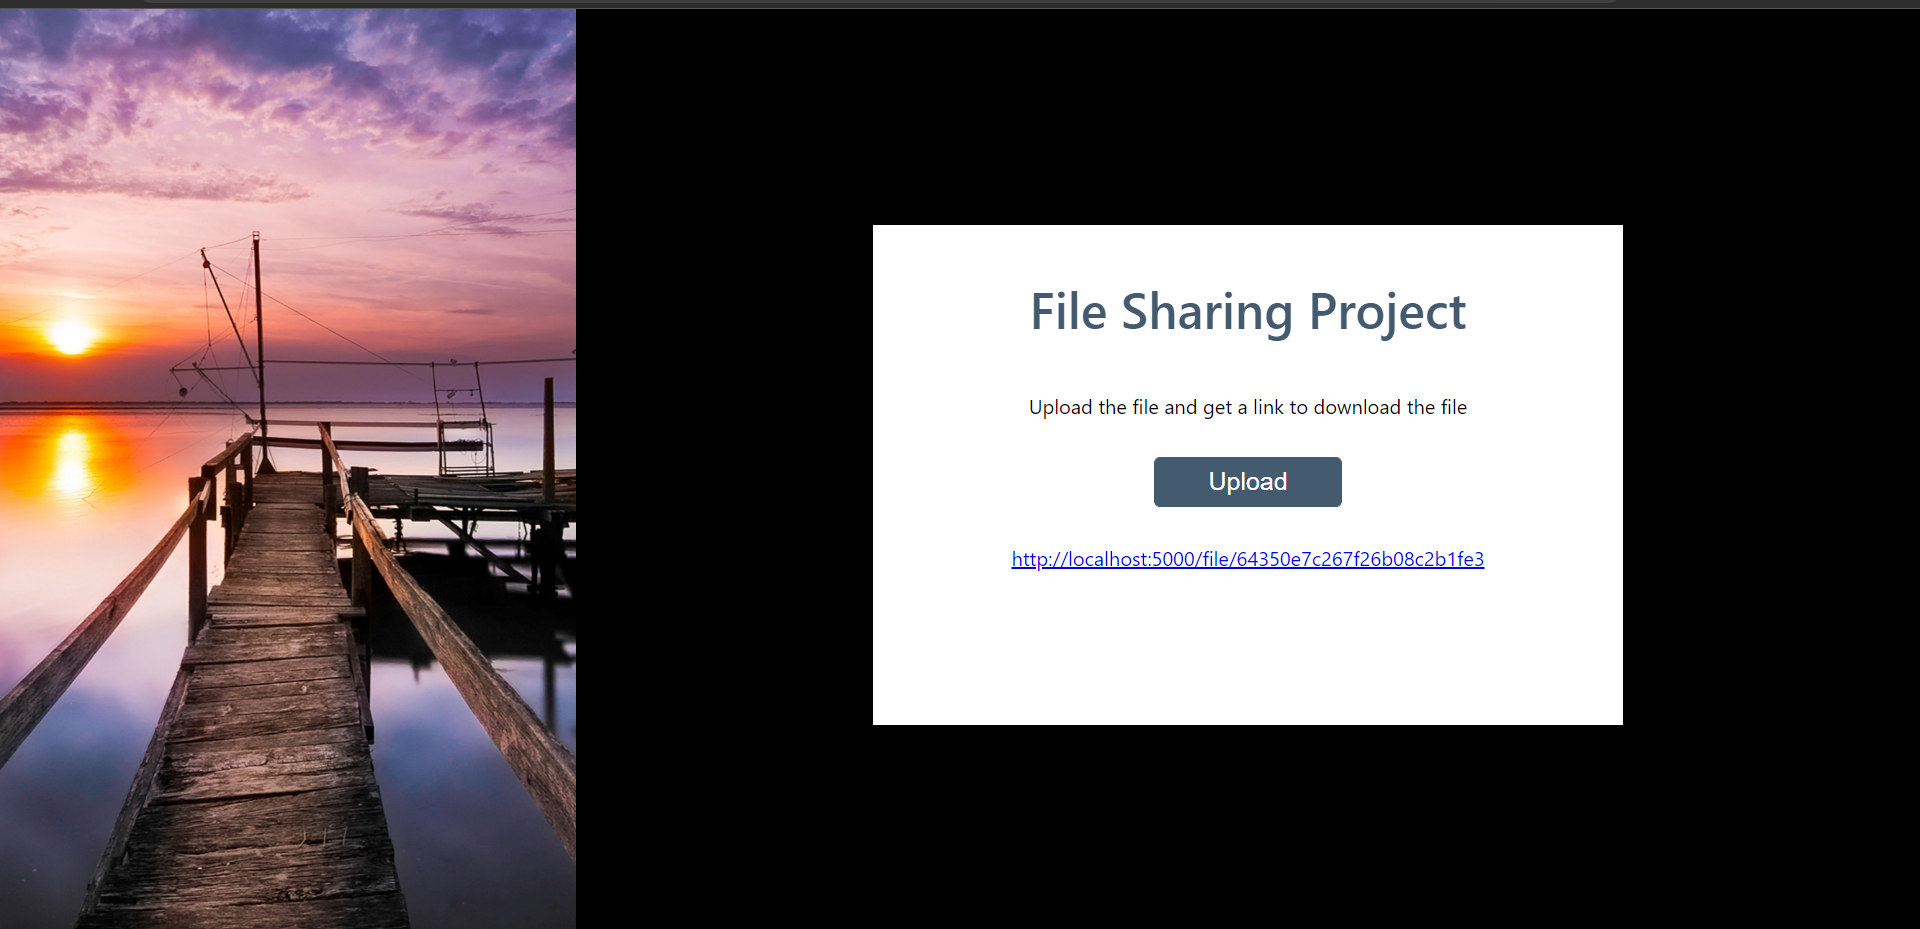 File Sharing Project
Upload the file and get a link to download the file
Upload
http://localhost:5000/file/64350e7c267f26b08c2b1fe3